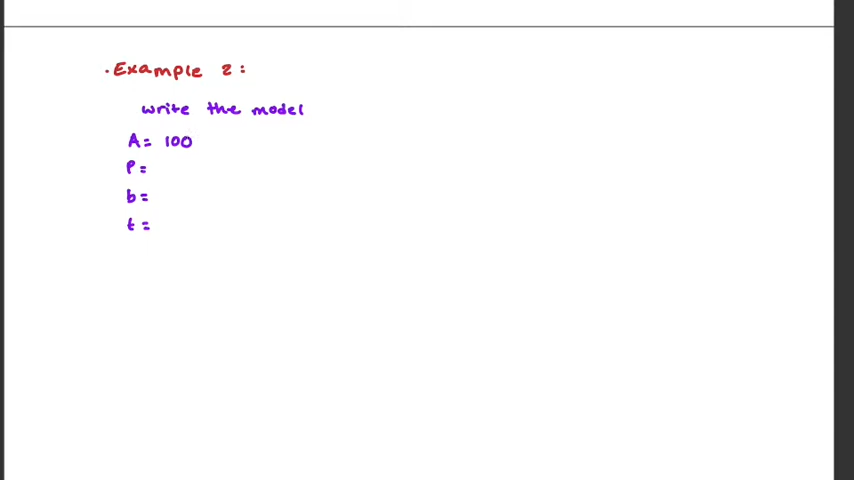 · Example 2:
write the model
A = 100
P =
b =
t =